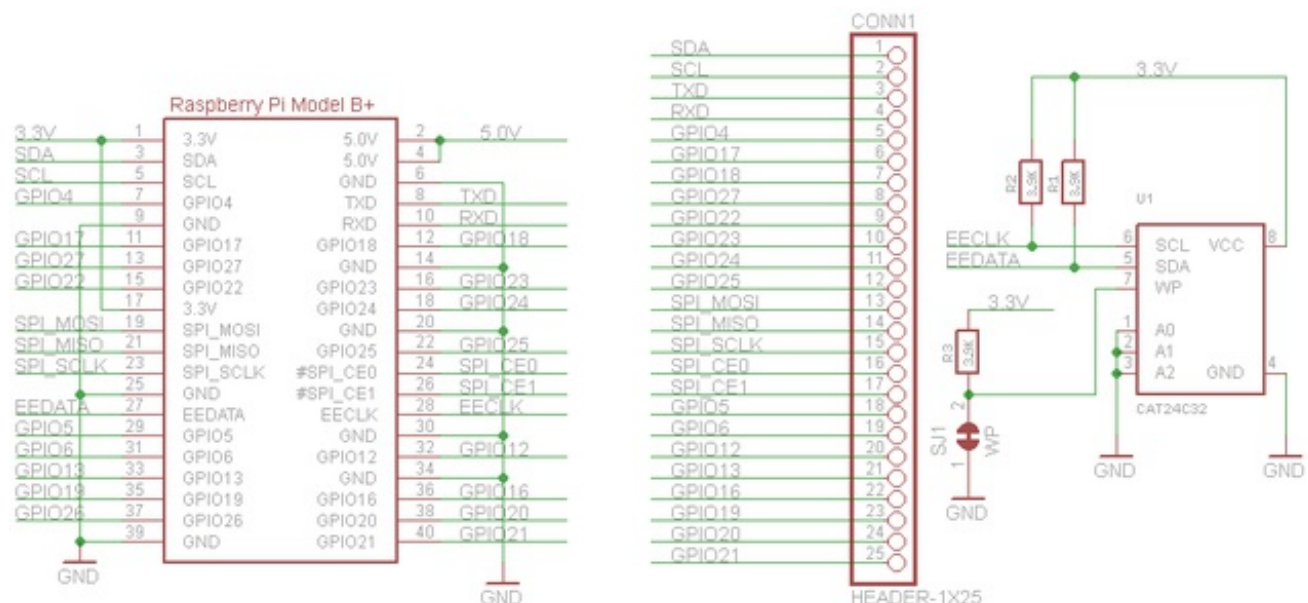 Raspberry Pi Model B+
3.3V 1 3.3V 5.0V 2 5.0V
SDA 3 SDA 5.0V 4
SCL 5 SCL GND 6
GPIO4 7 GPIO4 TXD 8 TXD
9 GND RXD 10 RXD
GPIO17 11 GPIO17 GPIO18 12 GPIO18
GPIO27 13 GPIO27 GND 14
GPIO22 15 GPIO22 GPIO23 16 GPIO23
17 3.3V GPIO24 18 GPIO24
SPI_MOSI 19 SPI_MOSI GND 20
SPI_MISO 21 SPI_MISO GPIO25 22 GPIO25
SPI_SCLK 23 SPI_SCLK #SPI_CE0 24 SPI_CE0
25 GND #SPI_CE1 26 SPI_CE1
EEDATA 27 EEDATA EECLK 28 EECLK
GPIO5 29 GPIO5 GND 30
GPIO6 31 GPIO6 GPIO12 32 GPIO12
GPIO13 33 GPIO13 GND 34
GPIO19 35 GPIO19 GPIO16 36 GPIO16
GPIO26 37 GPIO26 GPIO20 38 GPIO20
39 GND GPIO21 40 GPIO21
GND
GND
CONN1
SDA 1
SCL 2
TXD 3
RXD 4
GPIO4 5
GPIO17 6
GPIO18 7
GPIO27 8
GPIO22 9
GPIO23 10
GPIO24 11
GPIO25 12
SPI_MOSI 13
SPI_MISO 14
SPI_SCLK 15
SPI_CE0 16
SPI_CE1 17
GPIO5 18
GPIO6 19
GPIO12 20
GPIO13 21
GPIO16 22
GPIO19 23
GPIO20 24
GPIO21 25
HEADER-1X25
3.3V
R2 3.9K R1 3.9K
U1
EECLK 6 SCL VCC 8
EEDATA 5 SDA
7 WP
1 A0
2 A1
3 A2 GND 4
CAT24C32
3.3V
R3 3.9K
2
SJ1 WP
1
GND
GND
GND